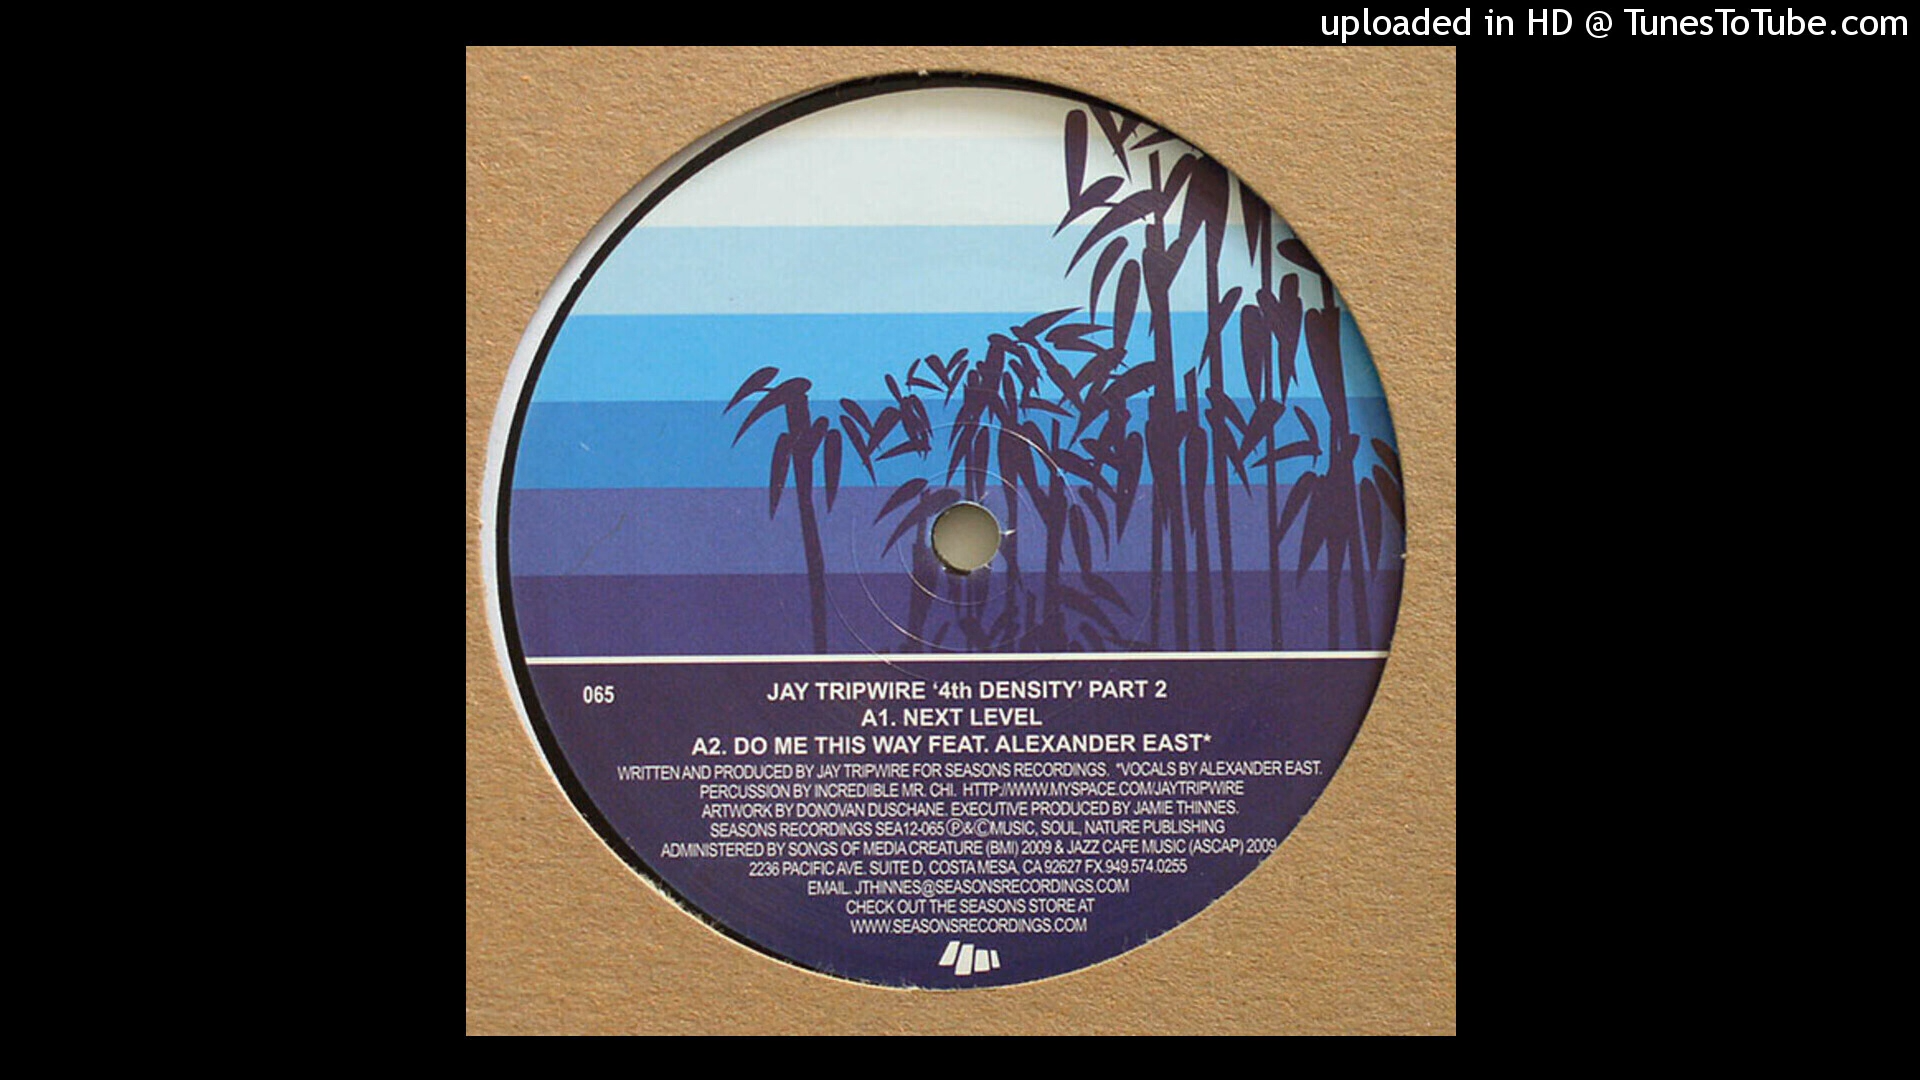 uploaded in HD @ TunesToTube.com
065
JAY TRIPWIRE ‘4th DENSITY’ PART 2
A1. NEXT LEVEL
A2. DO ME THIS WAY FEAT. ALEXANDER EAST*
WRITTEN AND PRODUCED BY JAY TRIPWIRE FOR SEASONS RECORDINGS. *VOCALS BY ALEXANDER EAST.
PERCUSSION BY INCREDIIBLE MR. CHI. HTTP://WWW.MYSPACE.COM/JAYTRIPWIRE
ARTWORK BY DONOVAN DUSCHANE. EXECUTIVE PRODUCED BY JAMIE THINNES.
SEASONS RECORDINGS SEA12-065 Ⓟ&©MUSIC, SOUL, NATURE PUBLISHING
ADMINISTERED BY SONGS OF MEDIA CREATURE (BMI) 2009 & JAZZ CAFE MUSIC (ASCAP) 2009
2236 PACIFIC AVE. SUITE D, COSTA MESA, CA 92627 FX.949.574.0255
EMAIL. JTHINNES@SEASONSRECORDINGS.COM
CHECK OUT THE SEASONS STORE AT
WWW.SEASONSRECORDINGS.COM